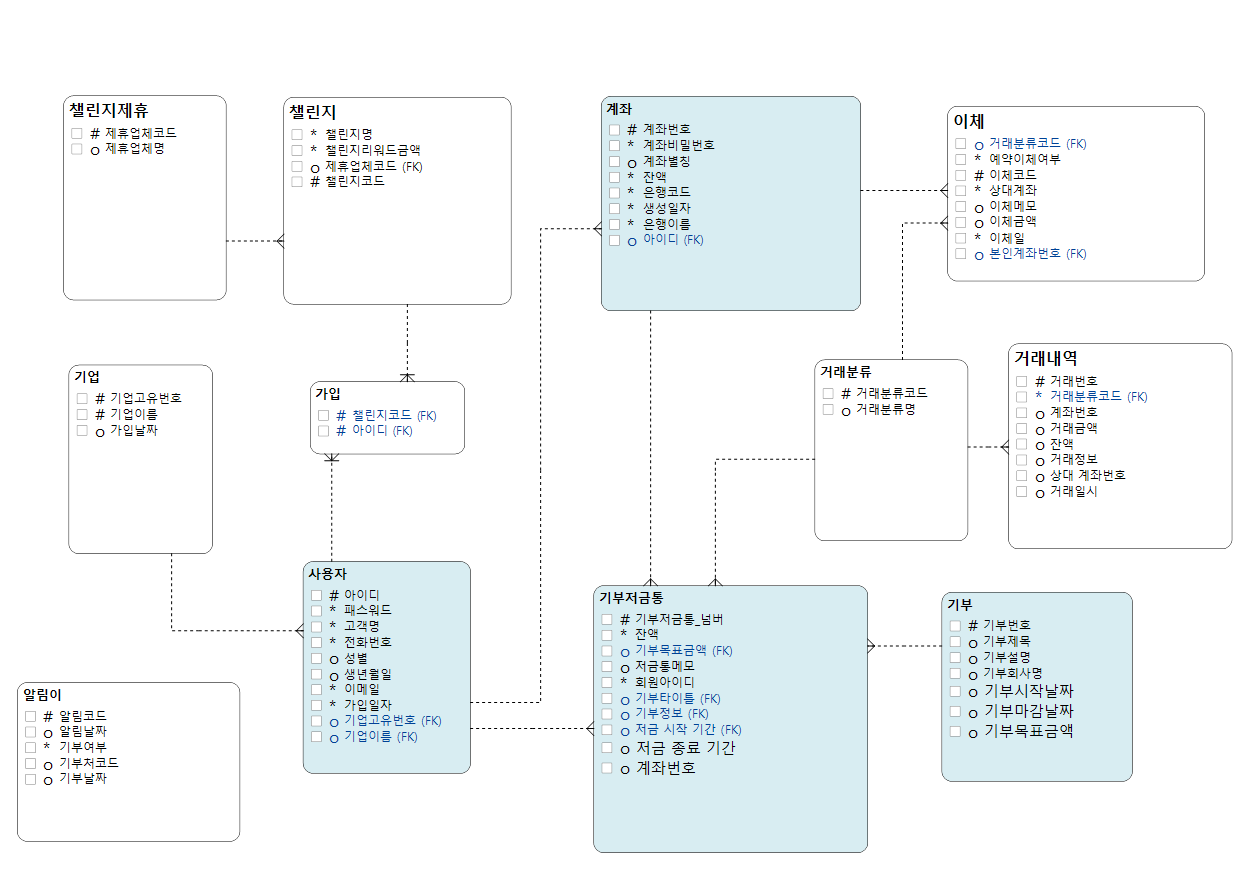 챌린지제휴
# 제휴업체코드
o 제휴업체명
챌린지
* 챌린지명
* 챌린지리워드금액
o 제휴업체코드 (FK)
# 챌린지코드
계좌
# 계좌번호
* 계좌비밀번호
o 계좌별칭
* 잔액
* 은행코드
* 생성일자
* 은행이름
o 아이디 (FK)
이체
o 거래분류코드 (FK)
* 예약이체여부
# 이체코드
* 상대계좌
o 이체메모
o 이체금액
* 이체일
o 본인계좌번호 (FK)
기업
# 기업고유번호
# 기업이름
o 가입날짜
가입
# 챌린지코드 (FK)
# 아이디 (FK)
거래분류
# 거래분류코드
o 거래분류명
거래내역
# 거래번호
* 거래분류코드 (FK)
o 계좌번호
o 거래금액
o 잔액
o 거래정보
o 상대 계좌번호
o 거래일시
사용자
# 아이디
* 패스워드
* 고객명
* 전화번호
o 성별
o 생년월일
* 이메일
* 가입일자
o 기업고유번호 (FK)
o 기업이름 (FK)
기부저금통
# 기부저금통_넘버
* 잔액
o 기부목표금액 (FK)
o 저금통메모
* 회원아이디
o 기부타이틀 (FK)
o 기부정보 (FK)
o 저금 시작 기간 (FK)
o 저금 종료 기간
o 계좌번호
기부
# 기부번호
o 기부제목
o 기부설명
o 기부회사명
o 기부시작날짜
o 기부마감날짜
o 기부목표금액
알림이
# 알림코드
o 알림날짜
* 기부여부
o 기부처코드
o 기부날짜